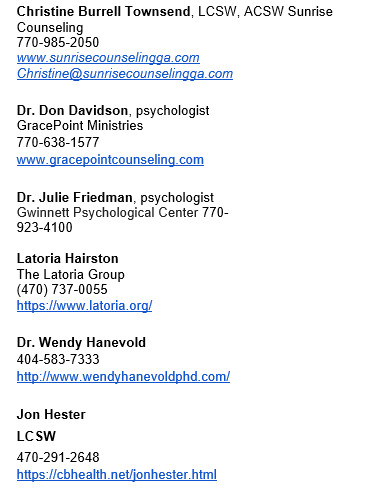 Christine Burrell Townsend, LCSW, ACSW Sunrise
Counseling
770-985-2050
www.sunrisecounselingga.com
Christine@sunrisecounselingga.com
Dr. Don Davidson, psychologist
GracePoint Ministries
770-638-1577
www.gracepointcounseling.com
Dr. Julie Friedman, psychologist
Gwinnett Psychological Center 770-
923-4100
Latoria Hairston
The Latoria Group
(470) 737-0055
https://www.latoria.org/
Dr. Wendy Hanevold
404-583-7333
http://www.wendyhanevoldphd.com/
Jon Hester
LCSW
470-291-2648
https://cbhealth.net/jonhester.html